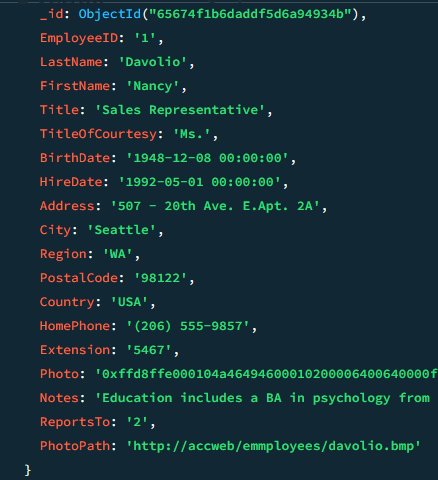 _id: ObjectId("65674f1b6daddf5d6a94934b"),
EmployeeID: '1',
LastName: 'Davolio',
FirstName: 'Nancy',
Title: 'Sales Representative',
TitleOfCourtesy: 'Ms.',
BirthDate: '1948-12-08 00:00:00',
HireDate: '1992-05-01 00:00:00',
Address: '507 - 20th Ave. E.Apt. 2A',
City: 'Seattle',
Region: 'WA',
PostalCode: '98122',
Country: 'USA',
HomePhone: '(206) 555-9857',
Extension: '5467',
Photo: '0xffd8ffe000104a46494600010200006400640000f
Notes: 'Education includes a BA in psychology from
ReportsTo: '2',
PhotoPath: 'http://accweb/emmployees/davolio.bmp'
}